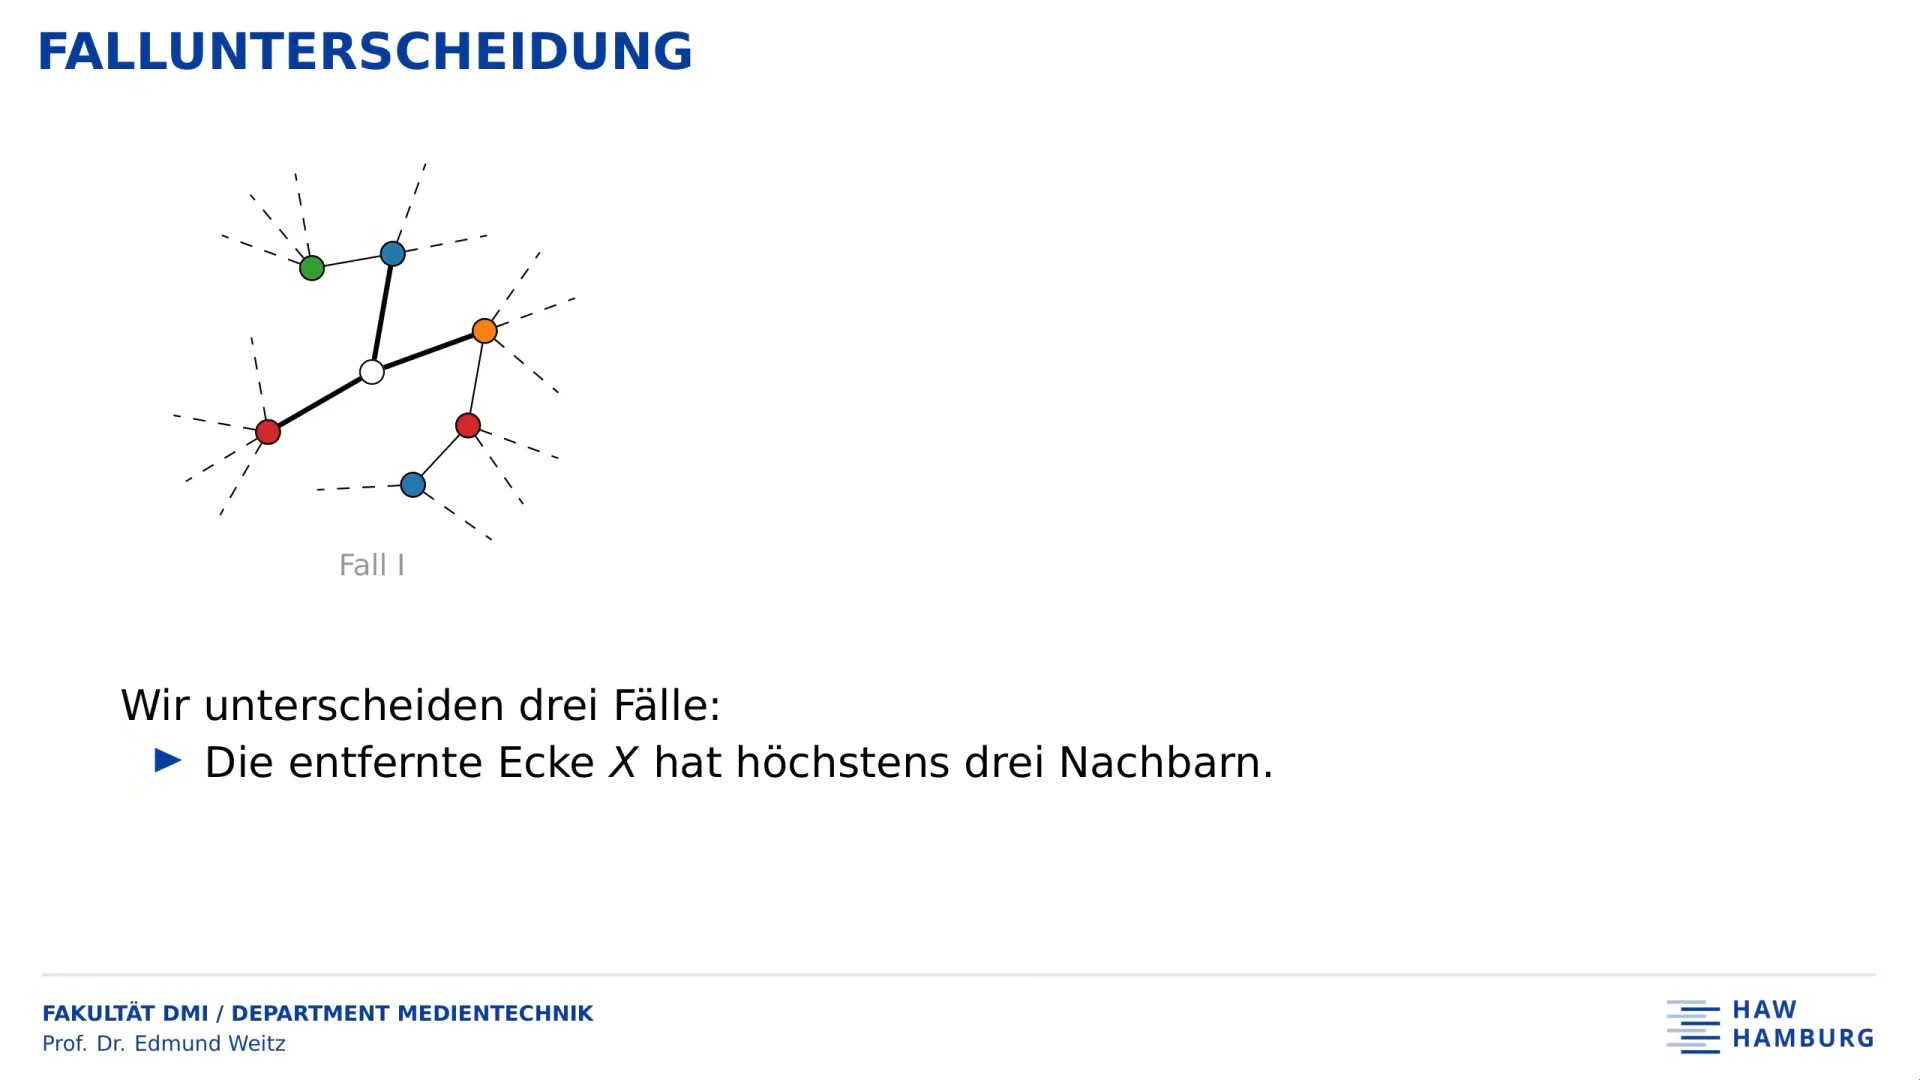 FALLUNTERSCHEIDUNG
Fall I
Wir unterscheiden drei Fälle:
▶ Die entfernte Ecke X hat höchstens drei Nachbarn.
FAKULTÄT DMI / DEPARTMENT MEDIENTECHNIK
Prof. Dr. Edmund Weitz
HAW
HAMBURG